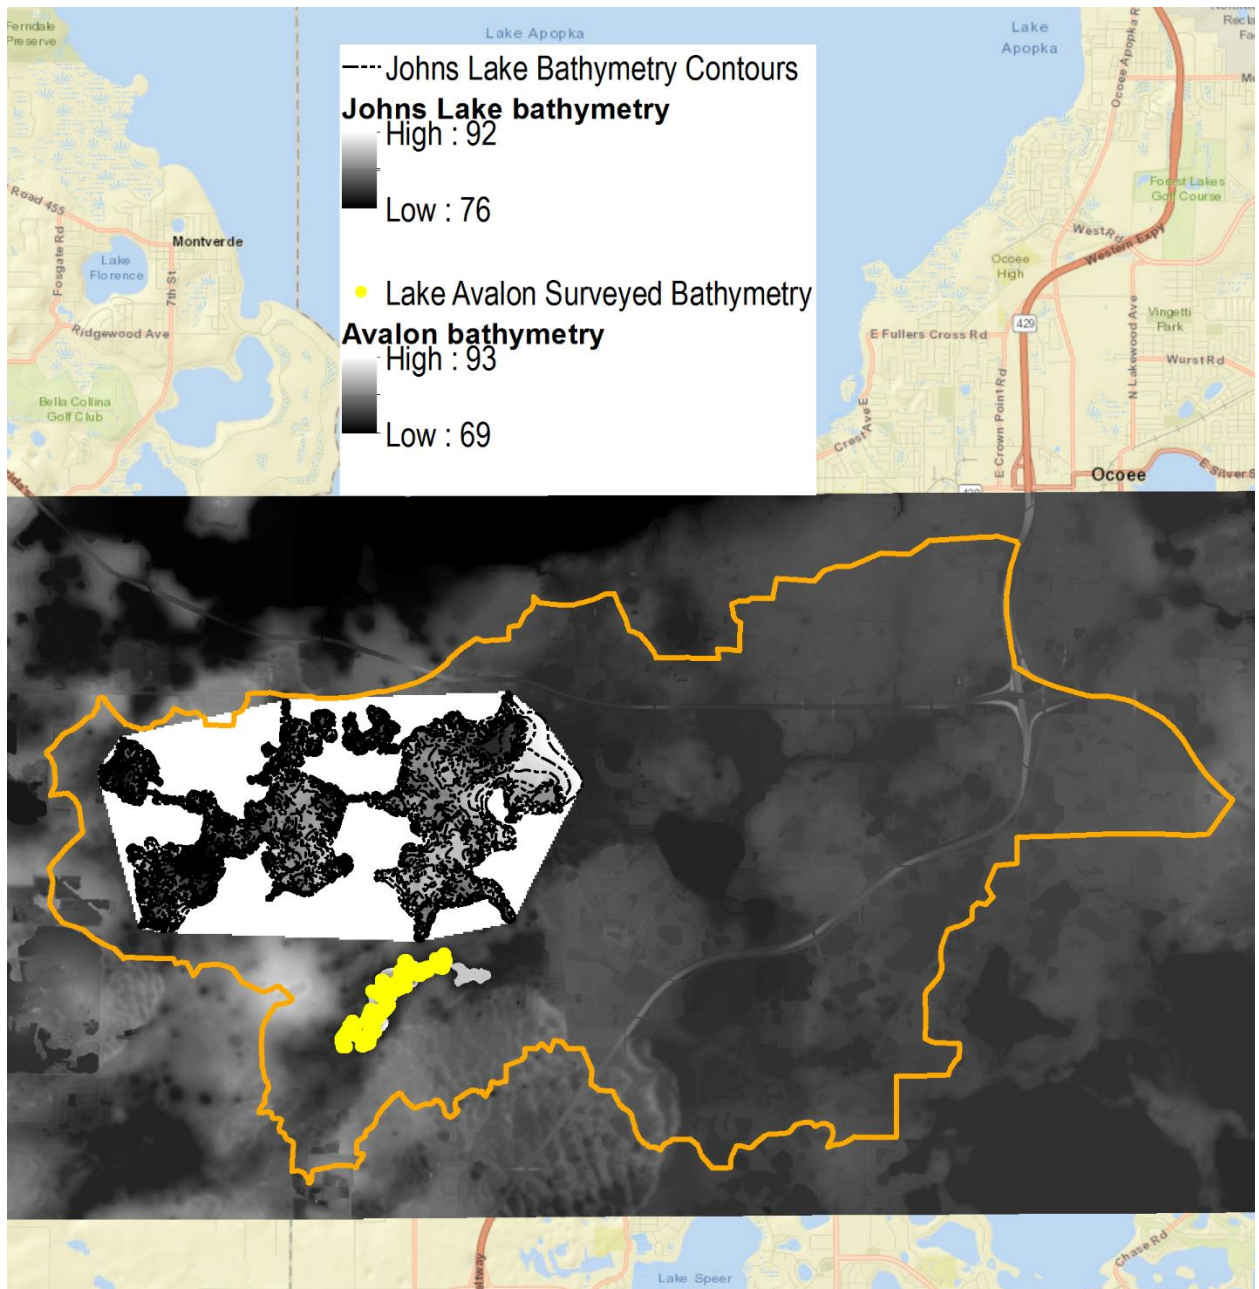 Ferndale
Preserve
Road 455
Fosgate Rd
Lake
Florence
7th St
Montverde
Ridgewood Ave
Bella Collina
Golf Club
Lake Apopka
Johns Lake Bathymetry Contours
Johns Lake bathymetry
High : 92
Low : 76
Lake Avalon Surveyed Bathymetry
Avalon bathymetry
High : 93
Low : 69
Lake
Apopka
Ocoee Apopka R
Forest Lakes
Golf Course
West Rd
Western Expy
Ocoee
High
429
Vingetti
Park
E Fullers Cross Rd
N Lakewood Ave
Wurst Rd
E Crown Point Rd
Crest Ave E
Ocoee
E Silver S
Lake Speer
Chase Rd